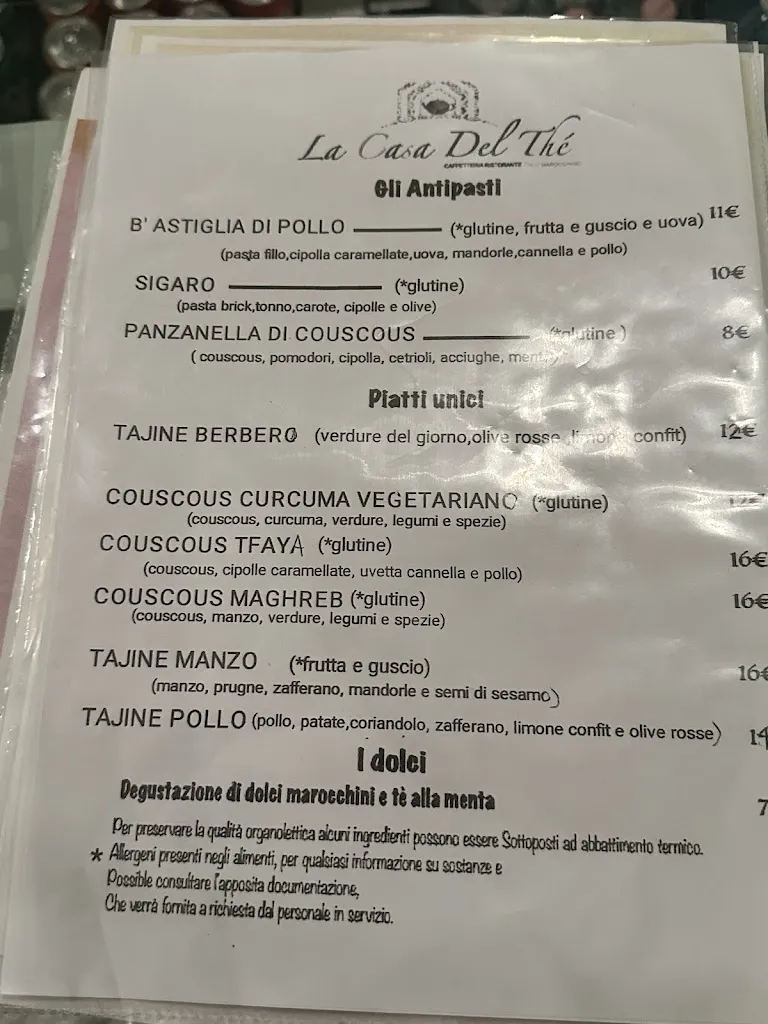 La Casa Del Thé
CAFFETTERIA RISTORANTE
Gli Antipasti
B' ASTIGLIA DI POLLO (*glutine, frutta e guscio e uova) 11€
(pasta fillo,cipolla caramellate,uova, mandorle,cannella e pollo)
SIGARO (*glutine) 10€
(pasta brick,tonno,carote, cipolle e olive)
PANZANELLA DI COUSCOUS (*glutine) 8€
( couscous, pomodori, cipolla, cetrioli, acciughe,
Piatti unici
TAJINE BERBERO (verdure del giorno,olive rosse, limone confit) 12€
COUSCOUS CURCUMA VEGETARIANO (*glutine)
(couscous, curcuma, verdure, legumi e spezie)
COUSCOUS TFAYA (*glutine)
(couscous, cipolle caramellate, uvetta cannella e pollo) 16€
COUSCOUS MAGHREB (*glutine) 16€
(couscous, manzo, verdure, legumi e spezie)
TAJINE MANZO (*frutta e guscio) 16€
(manzo, prugne, zafferano, mandorle e semi di sesamo)
TAJINE POLLO (pollo, patate,coriandolo, zafferano, limone confit e olive rosse) 14
I dolci
Degustazione di dolci marocchini e tè alla menta 7
Per preservare la qualità organolettica alcuni ingredienti possono essere Sottoposti ad abbattimento termico.
* Allergeni presenti negli alimenti, per qualsiasi informazione su sostanze e
Possible consultare l'apposita documentazione,
Che verrà fornita a richiesta dal personale in servizio.